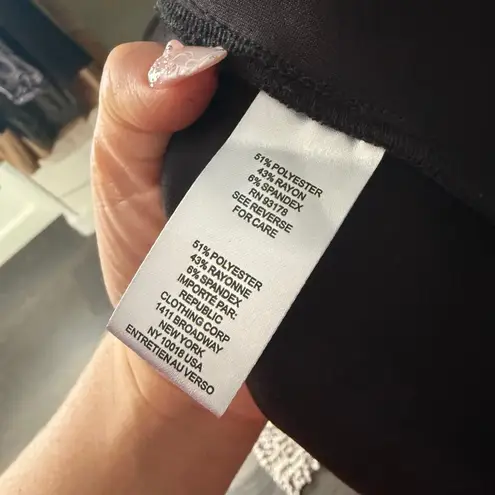 51% POLYESTER
43% RAYON
6% SPANDEX
RN 93178
SEE REVERSE
FOR CARE
51% POLYESTER
43% RAYONNE
6% SPANDEX
IMPORTÉ PAR:
REPUBLIC
CLOTHING CORP
1411 BROADWAY
NEW YORK
NY 10018 USA
ENTRETIEN AU VERSO